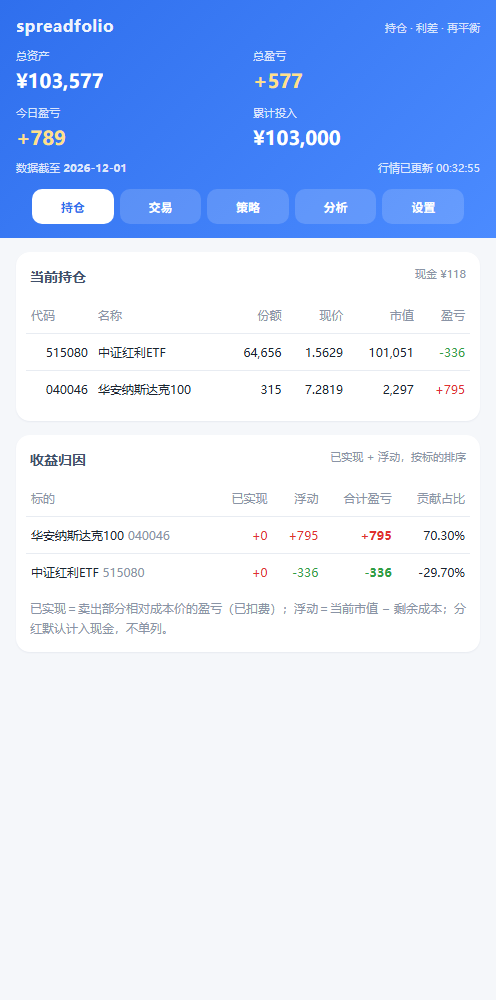 spreadfolio
持仓 · 利差 · 再平衡
总资产 总盈亏
¥103,577 +577
今日盈亏 累计投入
+789 ¥103,000
数据截至 2026-12-01 行情已更新 00:32:55
持仓 交易 策略 分析 设置
当前持仓 现金 ¥118
代码 名称 份额 现价 市值 盈亏
515080 中证红利ETF 64,656 1.5629 101,051 -336
040046 华安纳斯达克100 315 7.2819 2,297 +795
收益归因 已实现 + 浮动，按标的排序
标的 已实现 浮动 合计盈亏 贡献占比
华安纳斯达克100 040046 +0 +795 +795 70.30%
中证红利ETF 515080 +0 -336 -336 -29.70%
已实现＝卖出部分相对成本价的盈亏（已扣费）；浮动＝当前市值 − 剩余成本；分
红默认计入现金，不单列。